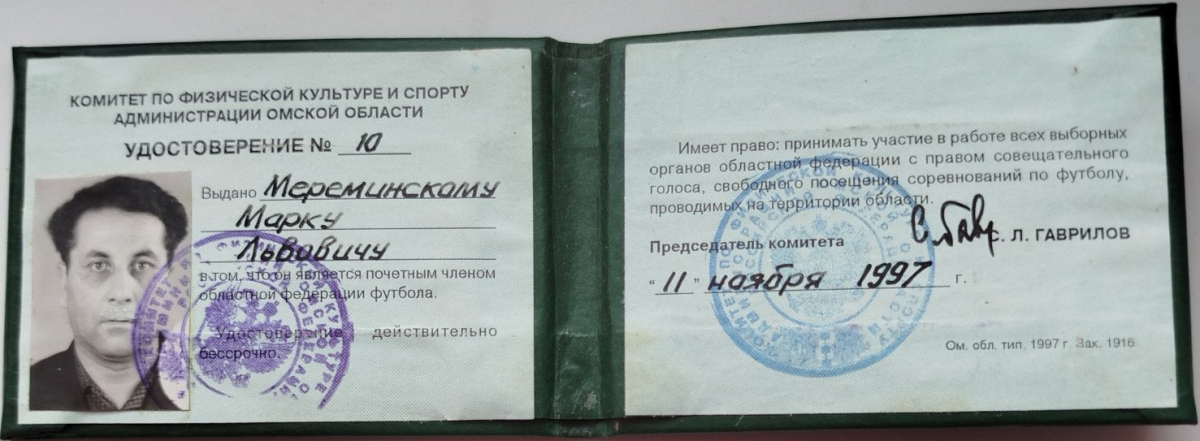 КОМИТЕТ ПО ФИЗИЧЕСКОЙ КУЛЬТУРЕ И СПОРТУ
АДМИНИСТРАЦИИ ОМСКОЙ ОБЛАСТИ
УДОСТОВЕРЕНИЕ № 10
Выдано Мереминскому
Марку
Львовичу
в том, что он является почетным членом
областной федерации футбола.
Удостоверение действительно
бессрочно.
Имеет право: принимать участие в работе всех выборных
органов областной федерации с правом совещательного
голоса, свободного посещения соревнований по футболу,
проводимых на территории области.
Председатель комитета С. Л. ГАВРИЛОВ
“ 11 ” ноября 1997 г.
Ом. обл. тип. 1997 г. Зак. 1916